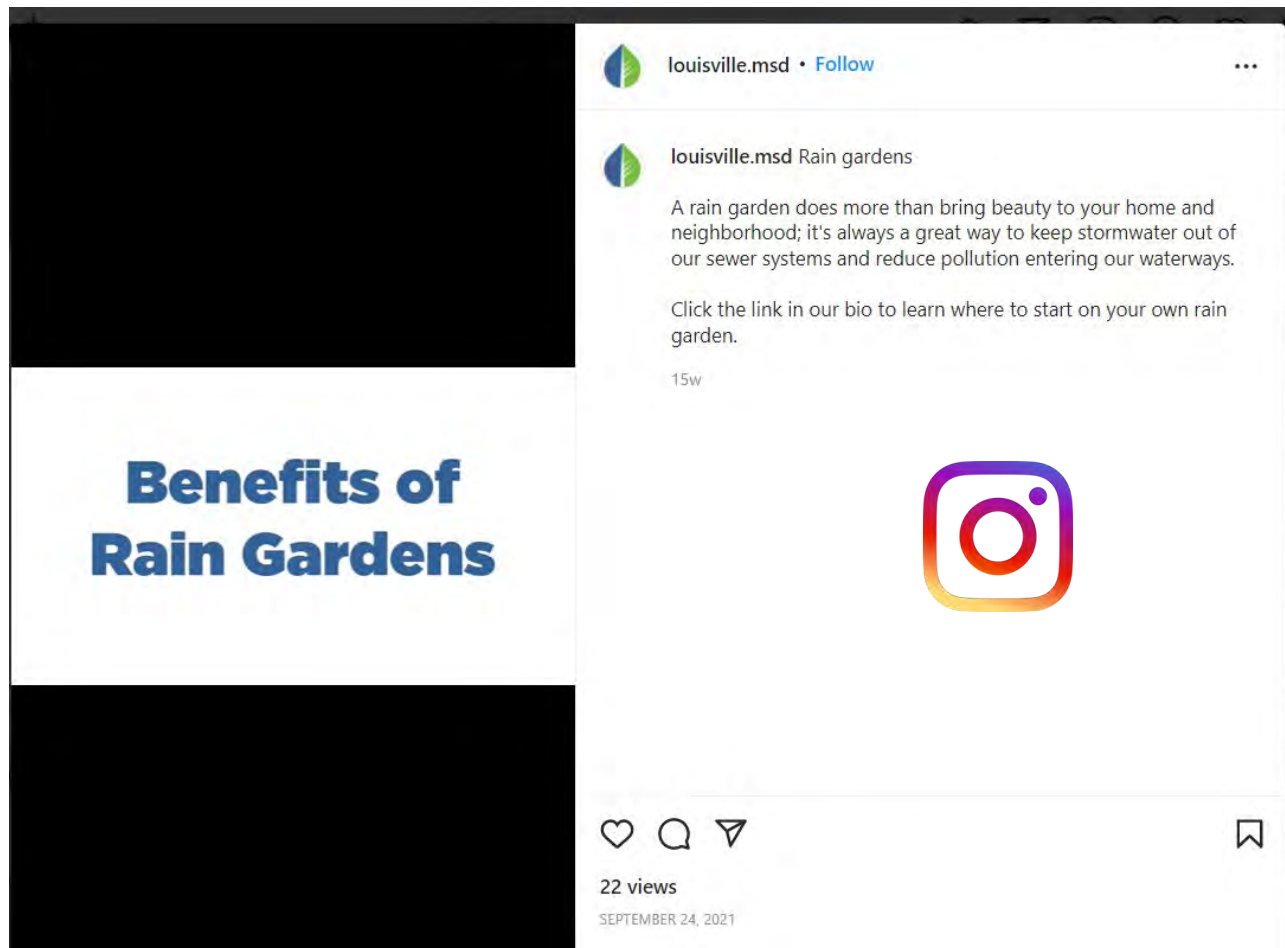 Benefits of
Rain Gardens
louisville.msd • Follow
louisville.msd Rain gardens
A rain garden does more than bring beauty to your home and
neighborhood; it's always a great way to keep stormwater out of
our sewer systems and reduce pollution entering our waterways.
Click the link in our bio to learn where to start on your own rain
garden.
15w
22 views
SEPTEMBER 24, 2021